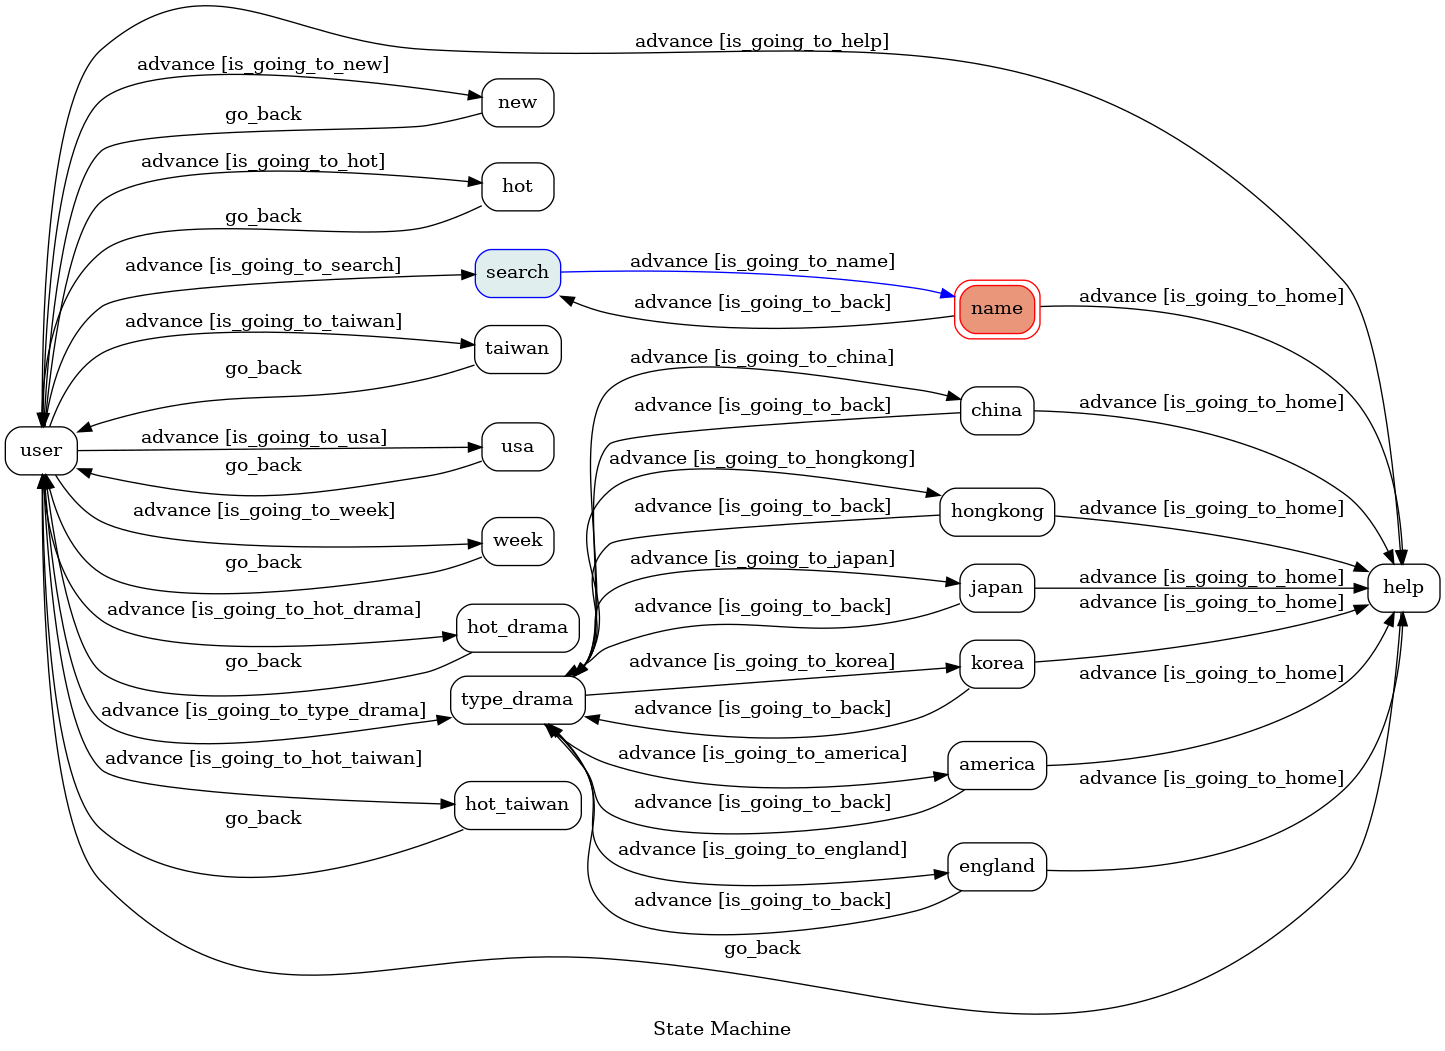 advance [is_going_to_help]
advance [is_going_to_new]
new
go_back
advance [is_going_to_hot]
hot
go_back
advance [is_going_to_search]
search
advance [is_going_to_name]
advance [is_going_to_back]
name
advance [is_going_to_home]
advance [is_going_to_taiwan]
taiwan
go_back
advance [is_going_to_china]
advance [is_going_to_back]
china
advance [is_going_to_home]
user
advance [is_going_to_usa]
usa
go_back
advance [is_going_to_hongkong]
advance [is_going_to_back]
hongkong
advance [is_going_to_home]
advance [is_going_to_week]
week
go_back
advance [is_going_to_japan]
advance [is_going_to_back]
japan
advance [is_going_to_home]
help
advance [is_going_to_home]
advance [is_going_to_hot_drama]
hot_drama
go_back
advance [is_going_to_korea]
korea
advance [is_going_to_back]
advance [is_going_to_home]
advance [is_going_to_type_drama]
type_drama
advance [is_going_to_america]
america
advance [is_going_to_back]
advance [is_going_to_home]
advance [is_going_to_hot_taiwan]
hot_taiwan
go_back
advance [is_going_to_england]
england
advance [is_going_to_back]
go_back
State Machine